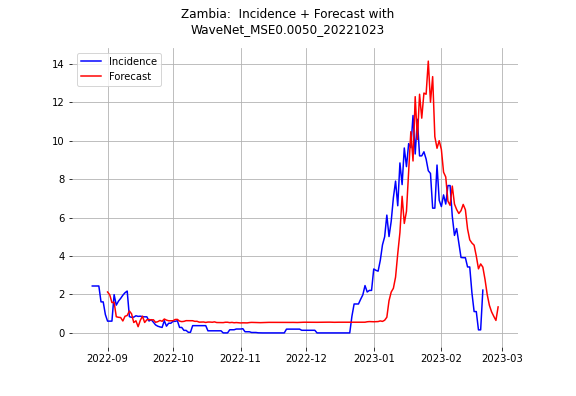 Zambia:  Incidence + Forecast with
WaveNet_MSE0.0050_20221023
Incidence
Forecast
14
12
10
8
6
4
2
0
2022-09 2022-10 2022-11 2022-12 2023-01 2023-02 2023-03